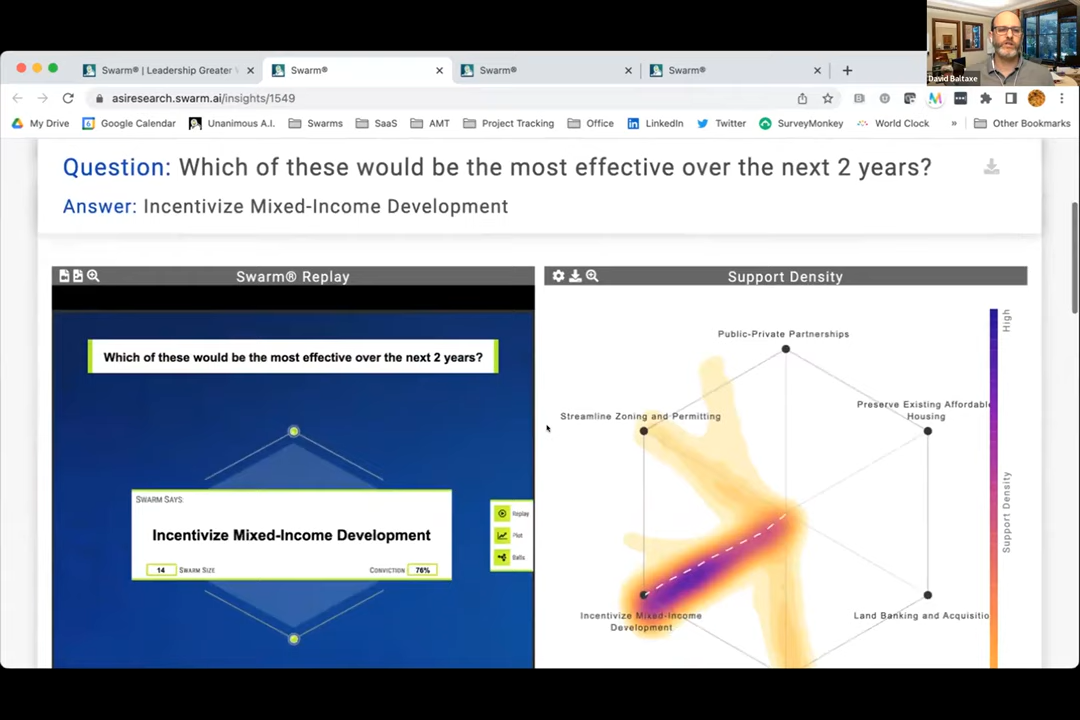 David Baltaxe
Swarm® | Leadership Greater
Swarm®
Swarm®
Swarm®
asiresearch.swarm.ai/insights/1549
My Drive
Google Calendar
Unanimous A.I.
Swarms
SaaS
AMT
Project Tracking
Office
LinkedIn
Twitter
SurveyMonkey
World Clock
»
Other Bookmarks
Question: Which of these would be the most effective over the next 2 years?
Answer: Incentivize Mixed-Income Development
Swarm® Replay
Which of these would be the most effective over the next 2 years?
SWARM SAYS:
Incentivize Mixed-Income Development
14 SWARM SIZE
CONVICTION 76%
Replay
Plot
Support Density
Public-Private Partnerships
Streamline Zoning and Permitting
Preserve Existing Affordable
Housing
Incentivize Mixed-Income
Development
Land Banking and Acquisitio
High
Support Density